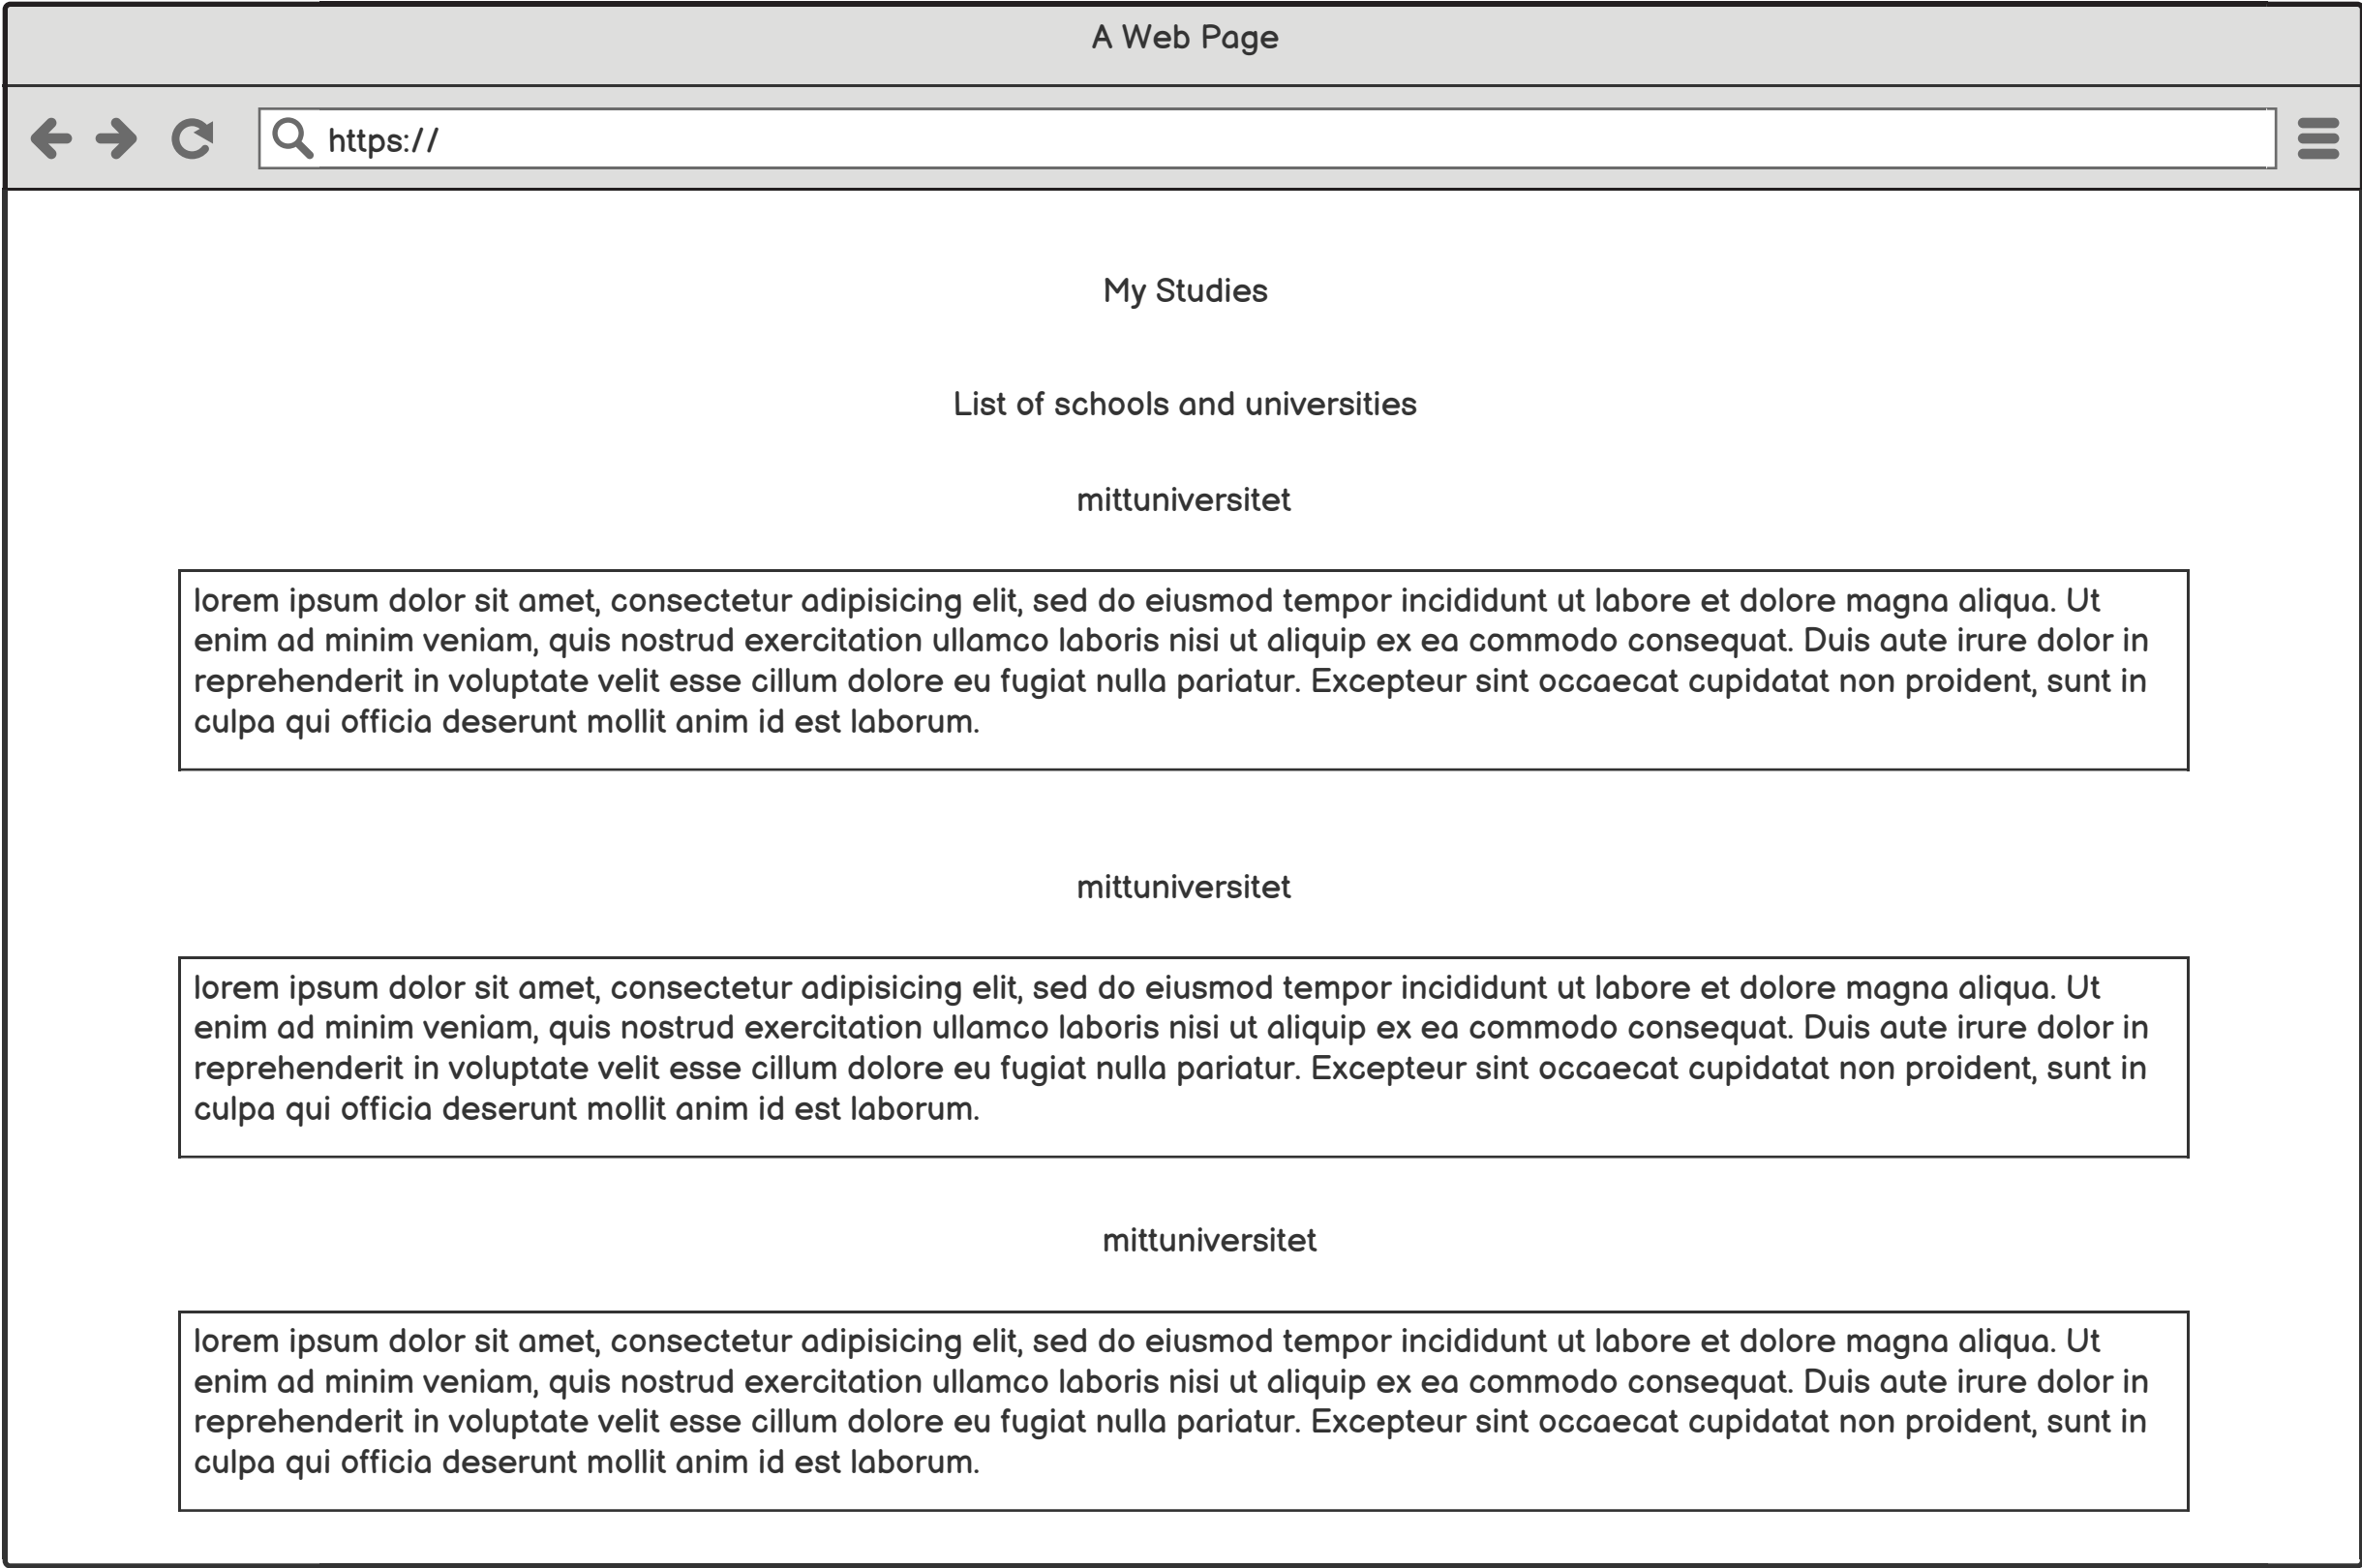 A Web Page
https://
My Studies
List of schools and universities
mittuniversitet
lorem ipsum dolor sit amet, consectetur adipisicing elit, sed do eiusmod tempor incididunt ut labore et dolore magna aliqua. Ut
enim ad minim veniam, quis nostrud exercitation ullamco laboris nisi ut aliquip ex ea commodo consequat. Duis aute irure dolor in
reprehenderit in voluptate velit esse cillum dolore eu fugiat nulla pariatur. Excepteur sint occaecat cupidatat non proident, sunt in
culpa qui officia deserunt mollit anim id est laborum.
mittuniversitet
lorem ipsum dolor sit amet, consectetur adipisicing elit, sed do eiusmod tempor incididunt ut labore et dolore magna aliqua. Ut
enim ad minim veniam, quis nostrud exercitation ullamco laboris nisi ut aliquip ex ea commodo consequat. Duis aute irure dolor in
reprehenderit in voluptate velit esse cillum dolore eu fugiat nulla pariatur. Excepteur sint occaecat cupidatat non proident, sunt in
culpa qui officia deserunt mollit anim id est laborum.
mittuniversitet
lorem ipsum dolor sit amet, consectetur adipisicing elit, sed do eiusmod tempor incididunt ut labore et dolore magna aliqua. Ut
enim ad minim veniam, quis nostrud exercitation ullamco laboris nisi ut aliquip ex ea commodo consequat. Duis aute irure dolor in
reprehenderit in voluptate velit esse cillum dolore eu fugiat nulla pariatur. Excepteur sint occaecat cupidatat non proident, sunt in
culpa qui officia deserunt mollit anim id est laborum.